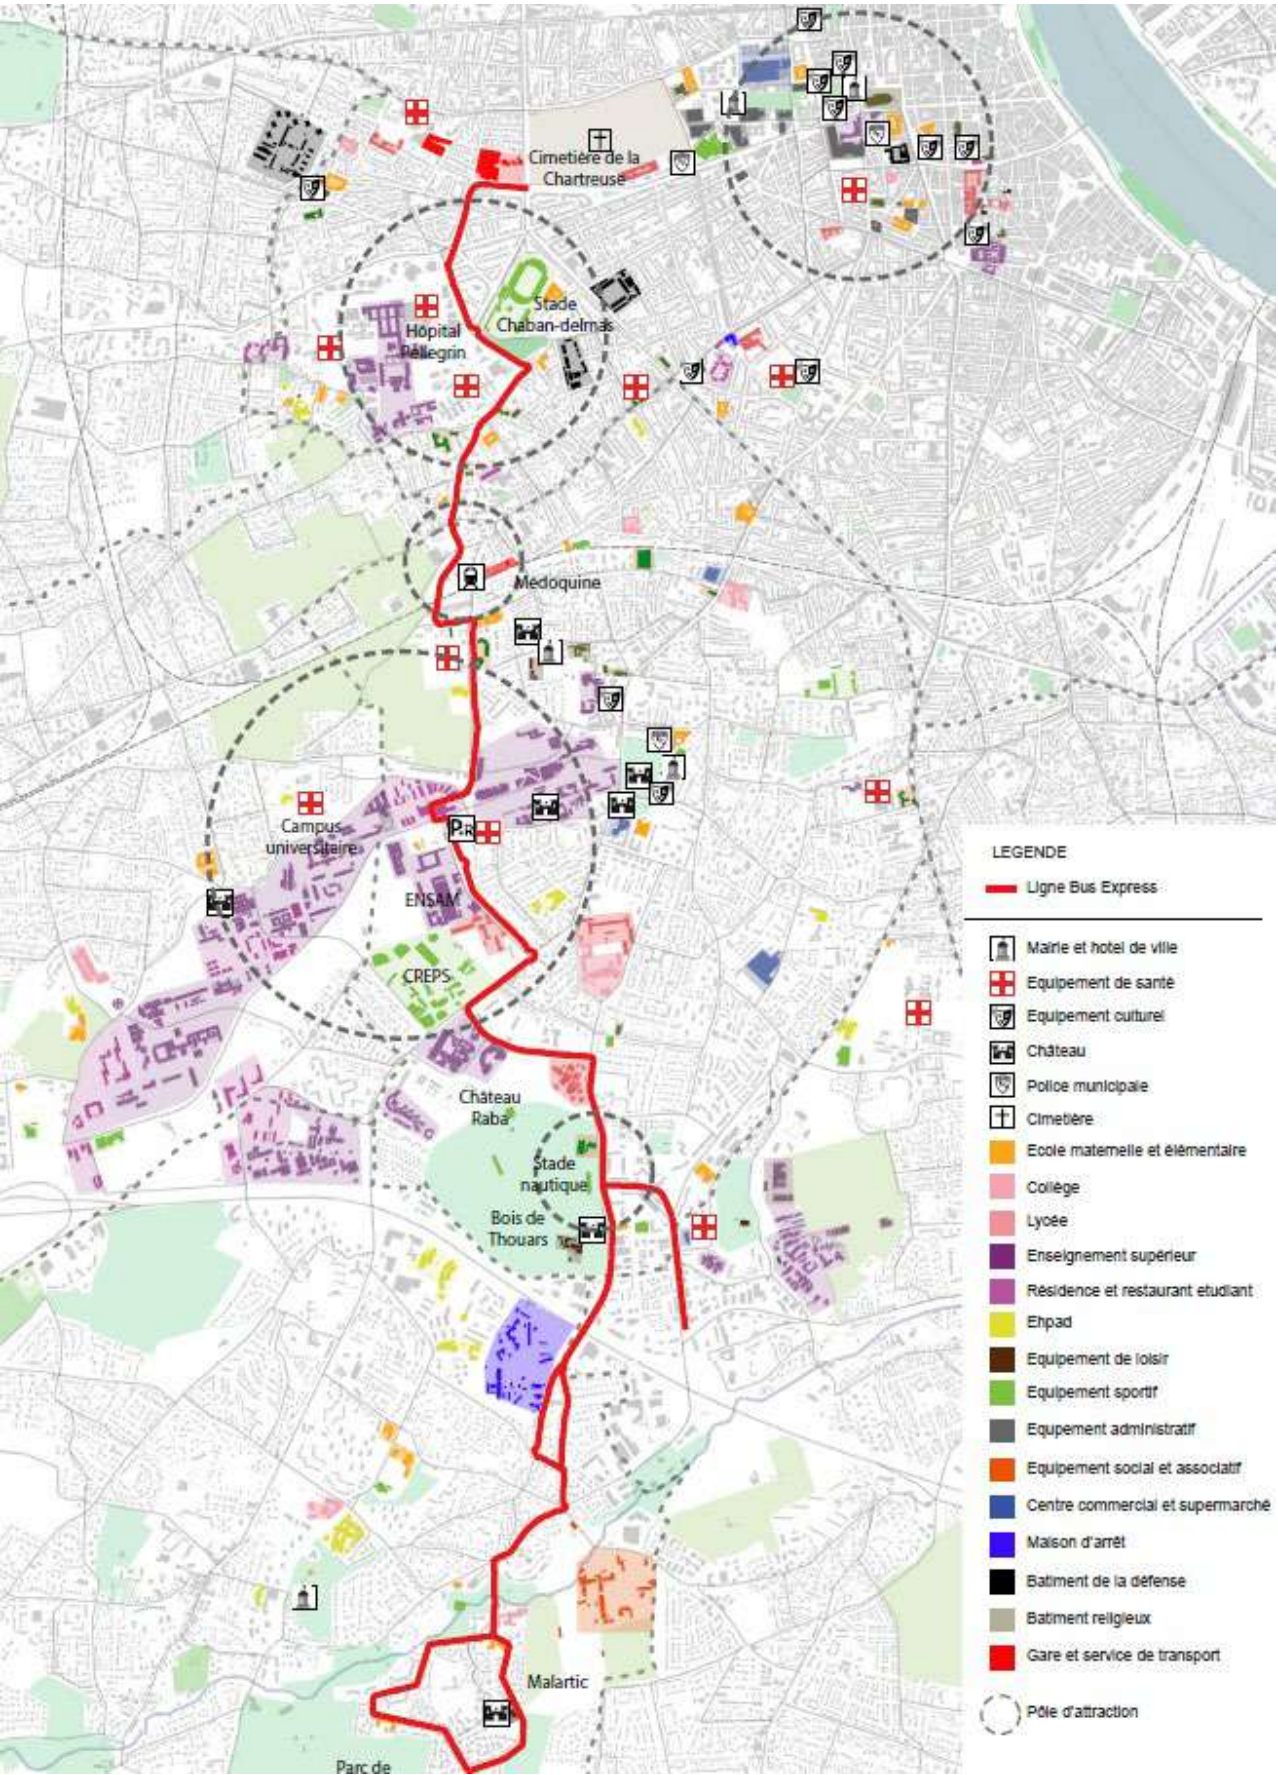 Cimetière de la
Chartreuse
Stade
Chaban-delmas
Hôpital
Pellegrin
Médoquine
P+R
Campus
universitaire
ENSAM
CREPS
Château
Raba
Stade
nautique
Bois de
Thouars
Malartic
Parc de
LEGENDE
Ligne Bus Express
Mairie et hotel de ville
Equipement de santé
Equipement culturel
Château
Police municipale
Cimetière
Ecole maternelle et élémentaire
Collège
Lycée
Enseignement supérieur
Résidence et restaurant etudiant
Ehpad
Equipement de loisir
Equipement sportif
Equpement administratif
Equipement social et associatif
Centre commercial et supermarché
Maison d'arrêt
Batiment de la défense
Batiment religieux
Gare et service de transport
Pôle d'attraction